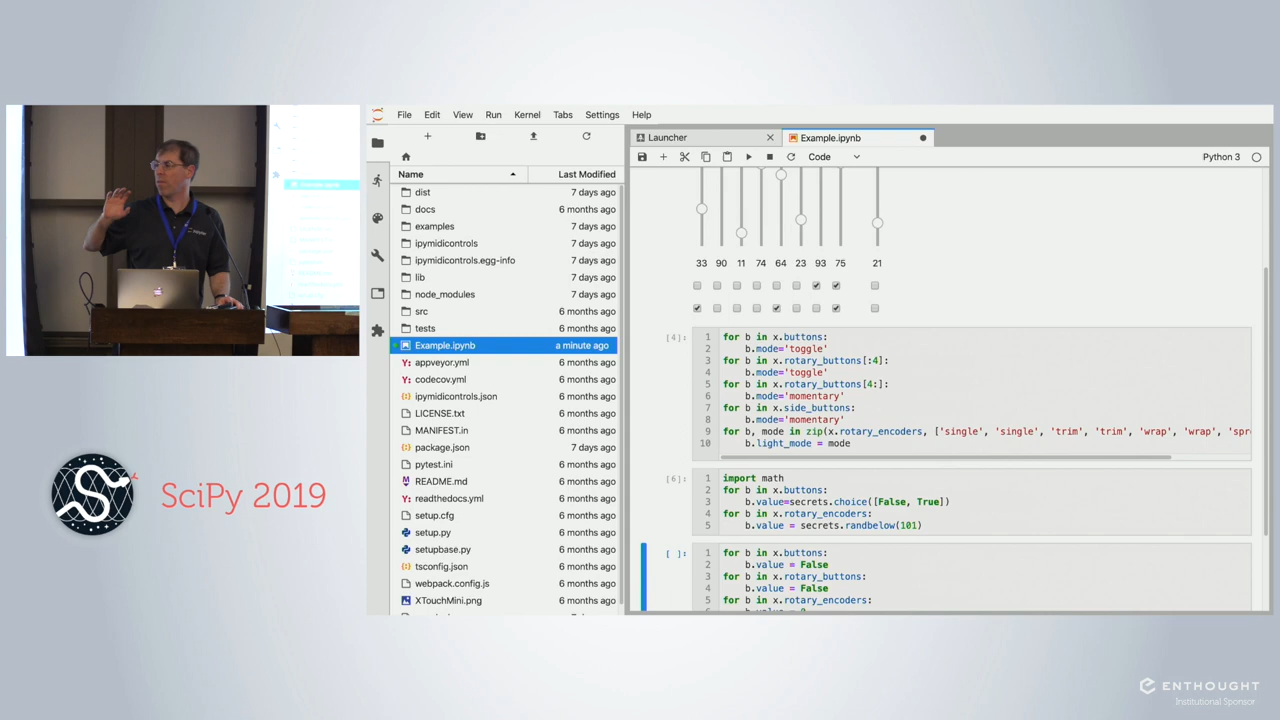 File Edit View Run Kernel Tabs Settings Help
Launcher
Example.ipynb
Code
Python 3
Name
Last Modified
dist 7 days ago
docs 6 months ago
examples 7 days ago
ipymidicontrols 7 days ago
ipymidicontrols.egg-info 7 days ago
lib 7 days ago
node_modules 7 days ago
src 6 months ago
tests 6 months ago
Example.ipynb a minute ago
appveyor.yml 6 months ago
codecov.yml 6 months ago
ipymidicontrols.json 6 months ago
LICENSE.txt 6 months ago
MANIFEST.in 6 months ago
package.json 7 days ago
pytest.ini 6 months ago
README.md 6 months ago
readthedocs.yml 6 months ago
setup.cfg 6 months ago
setup.py 6 months ago
setupbase.py 6 months ago
tsconfig.json 6 months ago
webpack.config.js 6 months ago
XTouchMini.png 6 months ago
33 90 11 74 64 23 93 75 21
[4]:
1 for b in x.buttons:
2 b.mode='toggle'
3 for b in x.rotary_buttons[:4]:
4 b.mode='toggle'
5 for b in x.rotary_buttons[4:]:
6 b.mode='momentary'
7 for b in x.side_buttons:
8 b.mode='momentary'
9 for b, mode in zip(x.rotary_encoders, ['single', 'single', 'trim', 'trim', 'wrap', 'wrap', 'spr
10 b.light_mode = mode
[6]:
1 import math
2 for b in x.buttons:
3 b.value=secrets.choice([False, True])
4 for b in x.rotary_encoders:
5 b.value = secrets.randbelow(101)
[ ]:
1 for b in x.buttons:
2 b.value = False
3 for b in x.rotary_buttons:
4 b.value = False
5 for b in x.rotary_encoders:
SciPy 2019
ENTHOUGHT
Institutional Sponsor